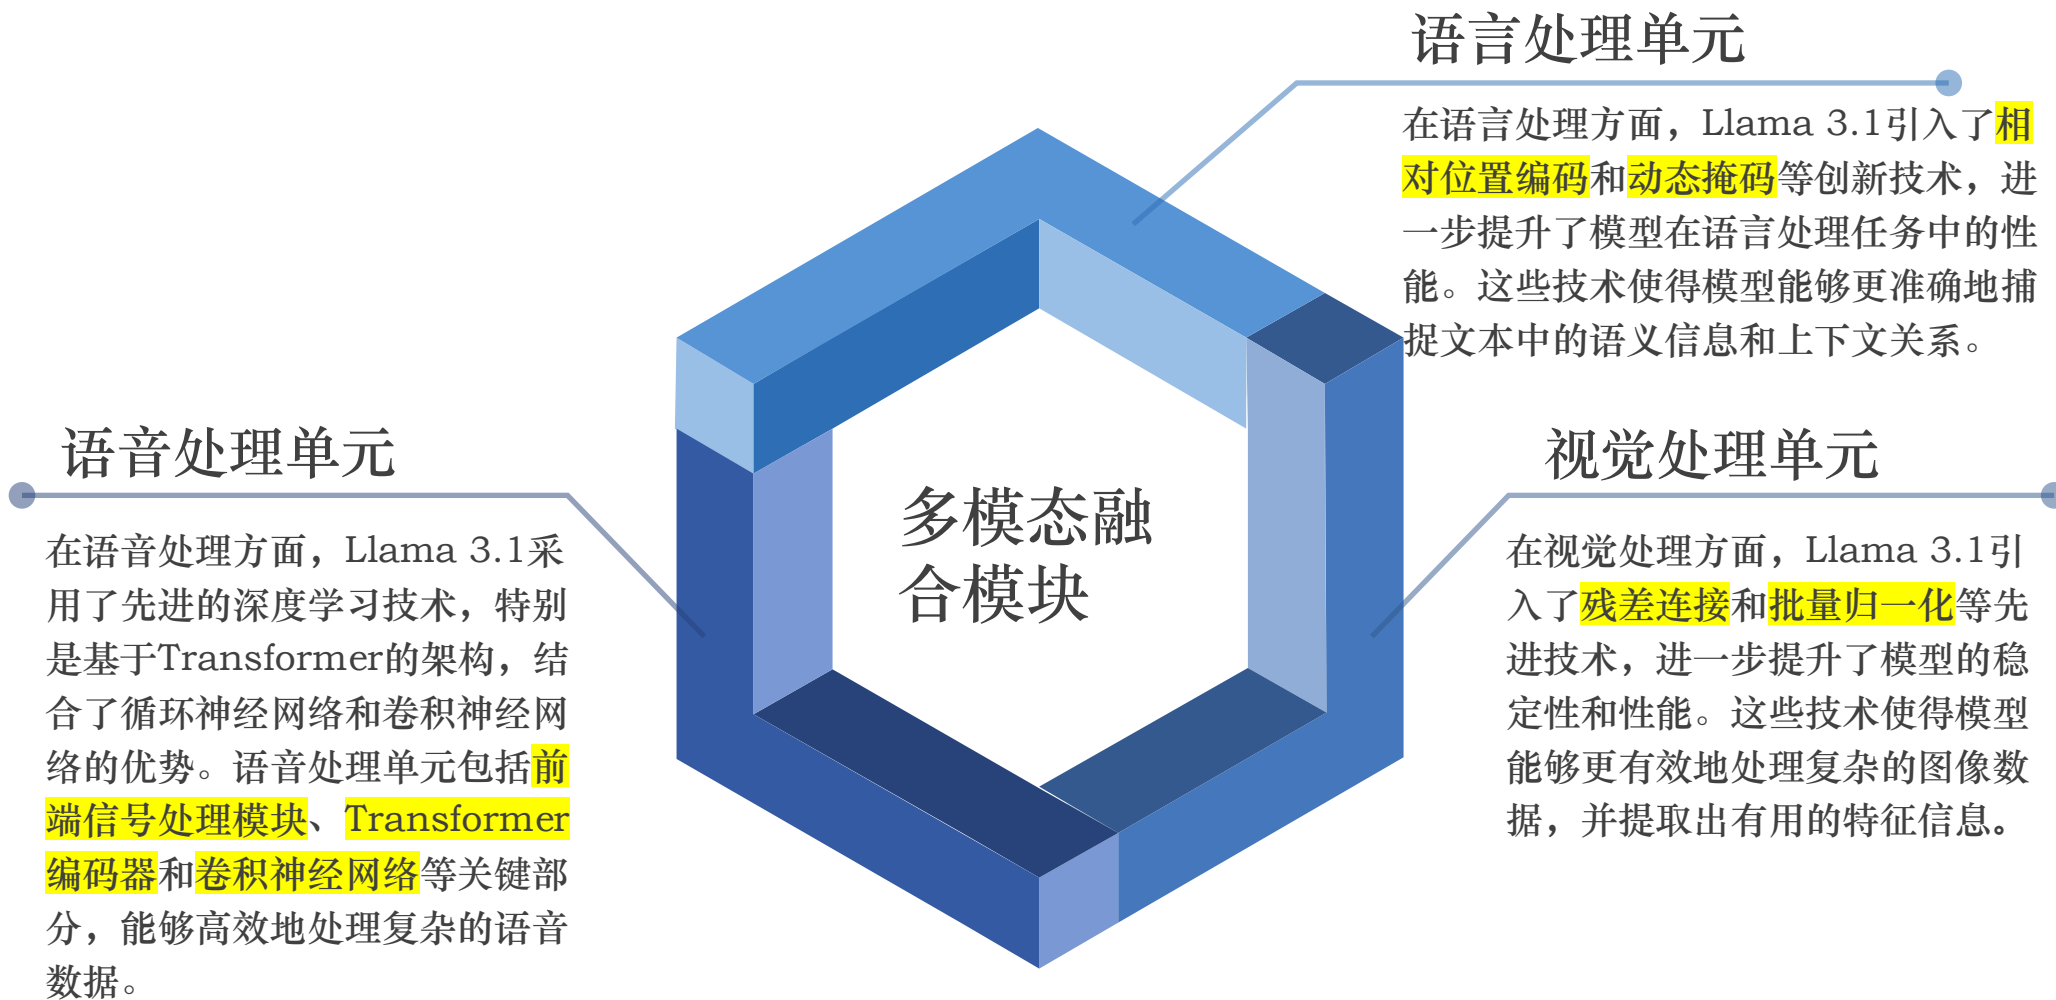 语言处理单元
在语言处理方面，Llama 3.1引入了相
对位置编码和动态掩码等创新技术，进
一步提升了模型在语言处理任务中的性
能。这些技术使得模型能够更准确地捕
捉文本中的语义信息和上下文关系。
语音处理单元
在语音处理方面，Llama 3.1采
用了先进的深度学习技术，特别
是基于Transformer的架构，结
合了循环神经网络和卷积神经网
络的优势。语音处理单元包括前
端信号处理模块、Transformer
编码器和卷积神经网络等关键部
分，能够高效地处理复杂的语音
数据。
多模态融
合模块
视觉处理单元
在视觉处理方面，Llama 3.1引
入了残差连接和批量归一化等先
进技术，进一步提升了模型的稳
定性和性能。这些技术使得模型
能够更有效地处理复杂的图像数
据，并提取出有用的特征信息。